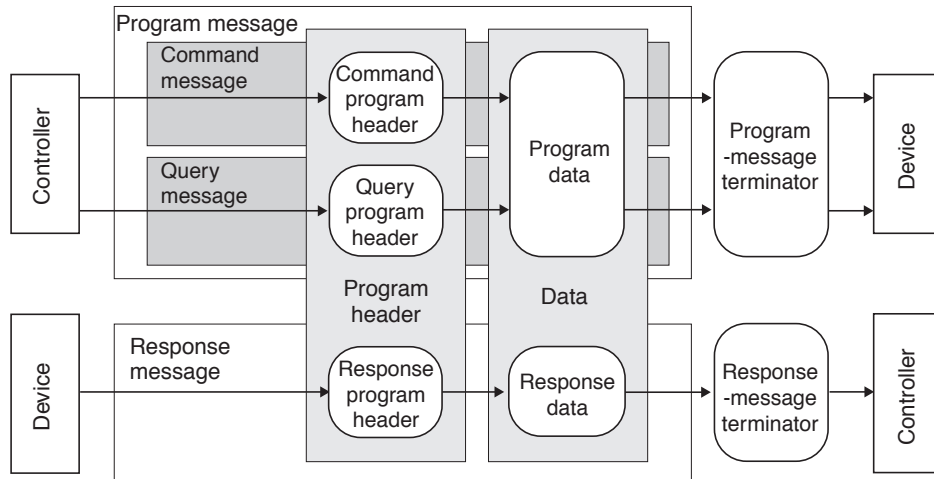 Program message
Command
message
Controller
Command
program
header
Program
data
Program
-message
terminator
Device
Query
message
Query
program
header
Program
header
Data
Device
Response
message
Response
program
header
Response
data
Response
-message
terminator
Controller